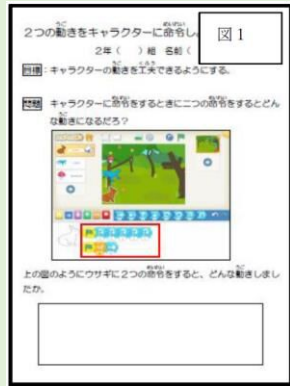 2つの動きをキャラクターに命令し
図1
2年（　）組　名前（
目標：キャラクターの動きを工夫できるようにする。
問題　キャラクターに命令をするときに二つの命令をするとどん
な動きになるだろ？
上の図のようにウサギに2つの命令をすると、どんな動きしまし
たか。